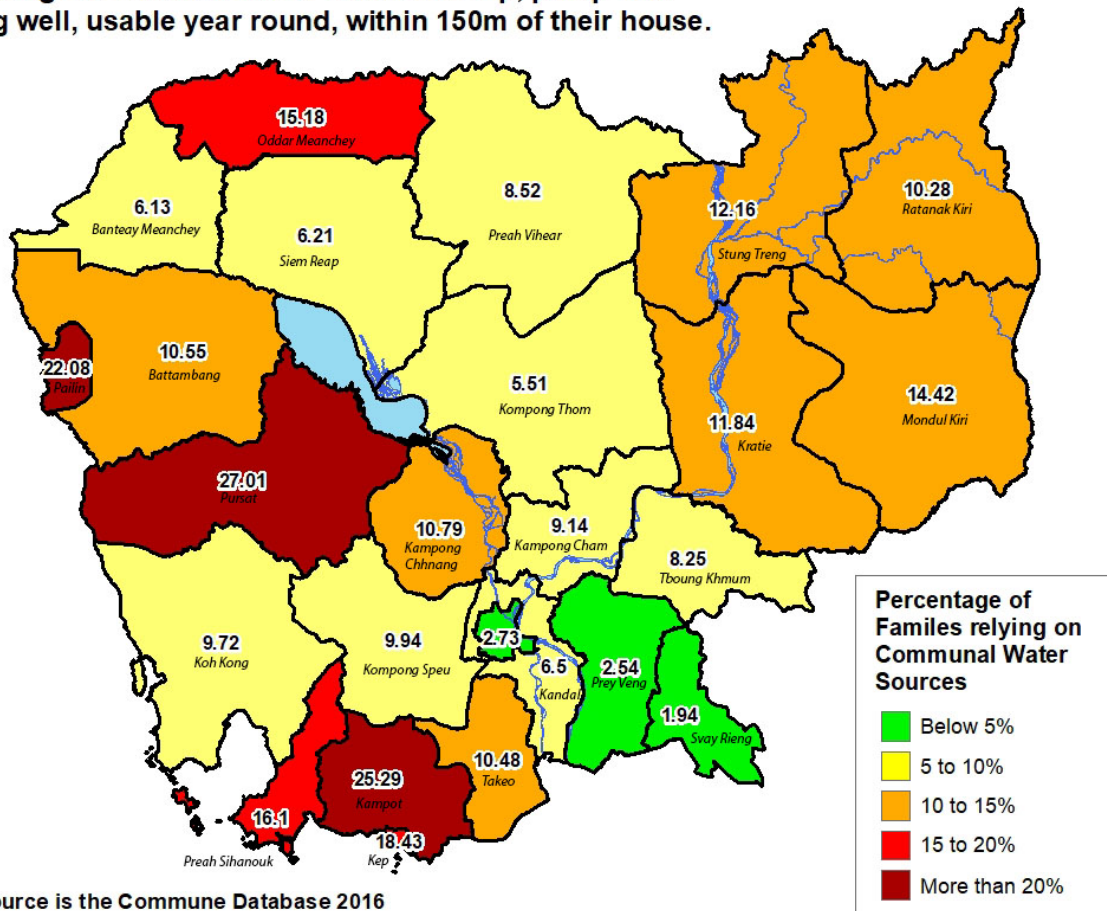 g well, usable year round, within 150m of their house.
15.18
Oddar Meanchey
6.13
Banteay Meanchey
6.21
Siem Reap
8.52
Preah Vihear
12.16
Stung Treng
10.28
Ratanak Kiri
22.08
Pailin
10.55
Battambang
5.51
Kompong Thom
11.84
Kratie
14.42
Mondul Kiri
27.01
Pursat
10.79
Kampong
Chhnang
9.14
Kampong Cham
8.25
Tboung Khmum
9.72
Koh Kong
9.94
Kompong Speu
2.73
6.5
Kandal
2.54
Prey Veng
1.94
Svay Rieng
10.48
Takeo
25.29
Kampot
16.1
Preah Sihanouk
18.43
Kep
Percentage of
Familes relying on
Communal Water
Sources
Below 5%
5 to 10%
10 to 15%
15 to 20%
More than 20%
ource is the Commune Database 2016